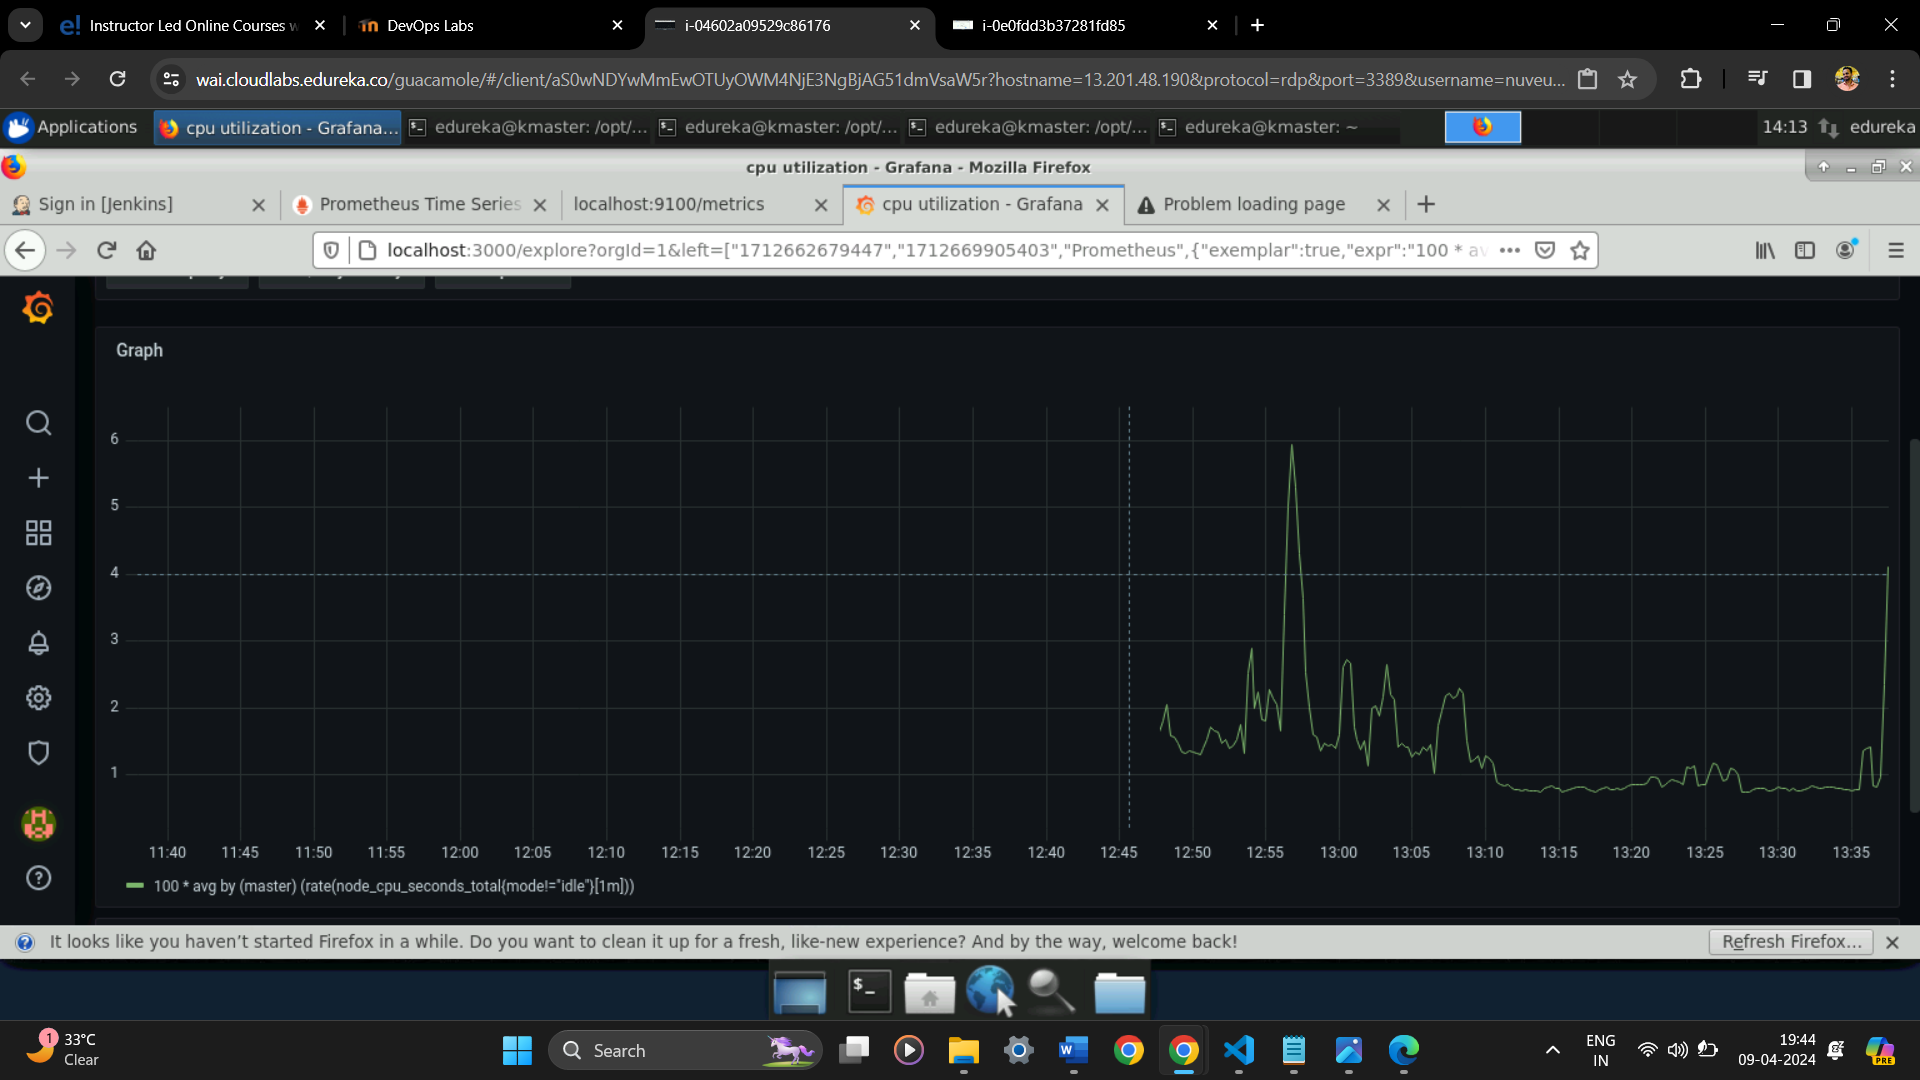 Instructor Led Online Courses w
DevOps Labs
i-04602a09529c86176
i-0e0fdd3b37281fd85
wai.cloudlabs.edureka.co/guacamole/#/client/aS0wNDYwMmEwOTUyOWM4NjE3NgBjAG51dmVsaW5r?hostname=13.201.48.190&protocol=rdp&port=3389&username=nuveu...
Applications
cpu utilization - Grafana...
edureka@kmaster: /opt/...
edureka@kmaster: /opt/...
edureka@kmaster: /opt/...
edureka@kmaster: ~
14:13
edureka
cpu utilization - Grafana - Mozilla Firefox
Sign in [Jenkins]
Prometheus Time Series
localhost:9100/metrics
cpu utilization - Grafana
Problem loading page
localhost:3000/explore?orgId=1&left=["1712662679447","1712669905403","Prometheus",{"exemplar":true,"expr":"100 * av
Graph
6
5
4
3
2
1
11:40 11:45 11:50 11:55 12:00 12:05 12:10 12:15 12:20 12:25 12:30 12:35 12:40 12:45 12:50 12:55 13:00 13:05 13:10 13:15 13:20 13:25 13:30 13:35
100 * avg by (master) (rate(node_cpu_seconds_total{mode!="idle"}[1m]))
It looks like you haven't started Firefox in a while. Do you want to clean it up for a fresh, like-new experience? And by the way, welcome back!
Refresh Firefox...
1
33°C
Clear
Search
PRE
ENG
IN
19:44
09-04-2024